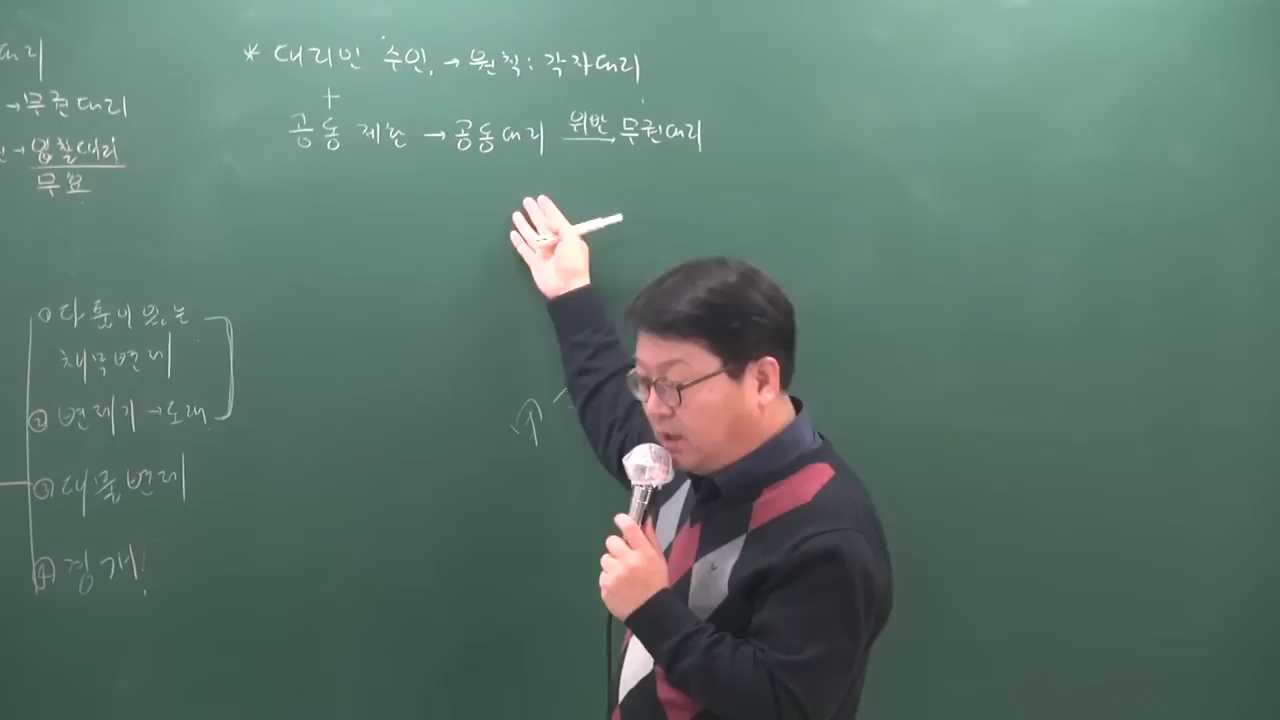 * 대리인 수인. → 원칙: 각자대리
+
공동 제한 → 공동대리 위반 → 무권대리
대리
→ 무권대리
→ 쌍방대리
무효
① 다툼이 있는
채무변제
② 변제기 → 도래
③ 대물변제
④ 경개!